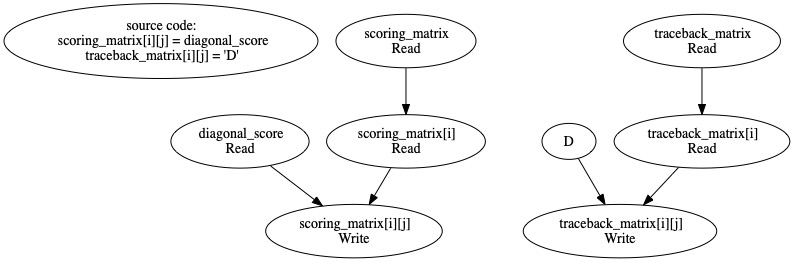 source code:
scoring_matrix[i][j] = diagonal_score
traceback_matrix[i][j] = 'D'
scoring_matrix
Read
traceback_matrix
Read
diagonal_score
Read
scoring_matrix[i]
Read
D
traceback_matrix[i]
Read
scoring_matrix[i][j]
Write
traceback_matrix[i][j]
Write